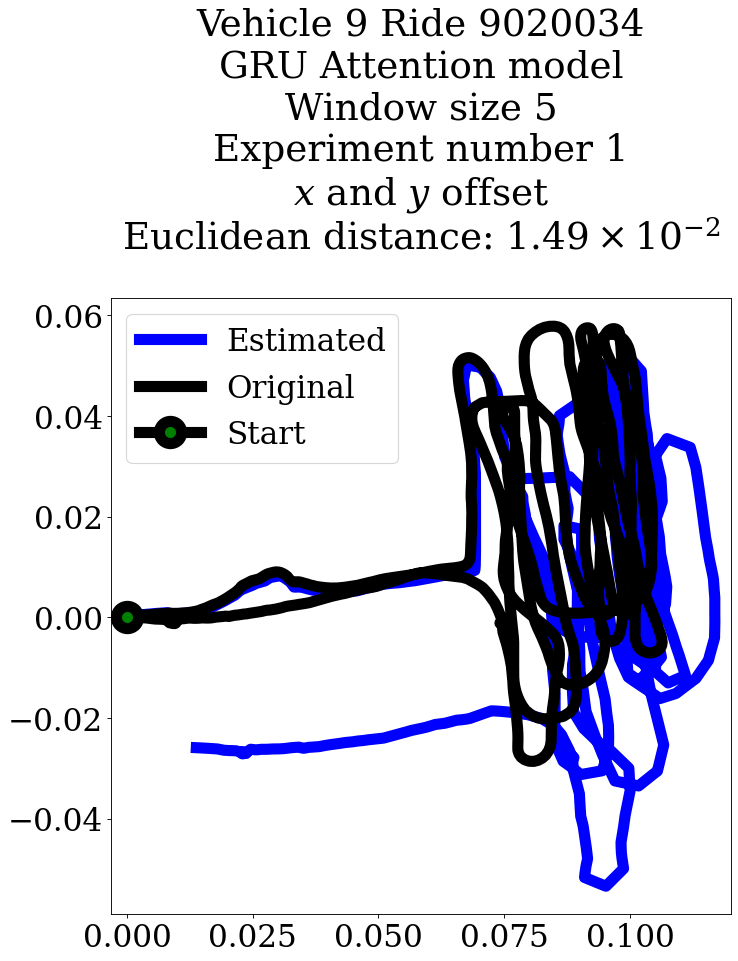 Vehicle 9 Ride 9020034
GRU Attention model
Window size 5
Experiment number 1
x and y offset
Euclidean distance: 1.49 × 10⁻²
Estimated
Original
Start
0.06
0.04
0.02
0.00
−0.02
−0.04
0.000 0.025 0.050 0.075 0.100